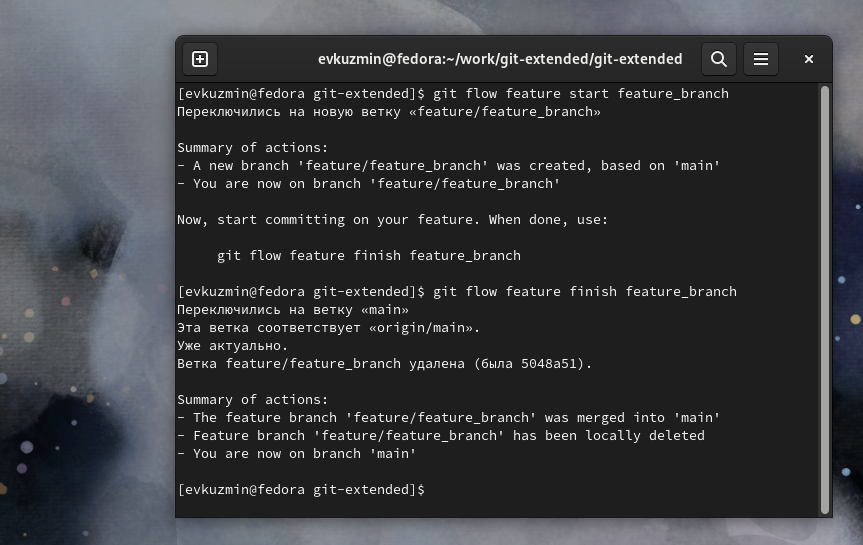 evkuzmin@fedora:~/work/git-extended/git-extended
[evkuzmin@fedora git-extended]$ git flow feature start feature_branch
Переключились на новую ветку «feature/feature_branch»
Summary of actions:
- A new branch 'feature/feature_branch' was created, based on 'main'
- You are now on branch 'feature/feature_branch'
Now, start committing on your feature. When done, use:
git flow feature finish feature_branch
[evkuzmin@fedora git-extended]$ git flow feature finish feature_branch
Переключились на ветку «main»
Эта ветка соответствует «origin/main».
Уже актуально.
Ветка feature/feature_branch удалена (была 5048a51).
Summary of actions:
- The feature branch 'feature/feature_branch' was merged into 'main'
- Feature branch 'feature/feature_branch' has been locally deleted
- You are now on branch 'main'
[evkuzmin@fedora git-extended]$